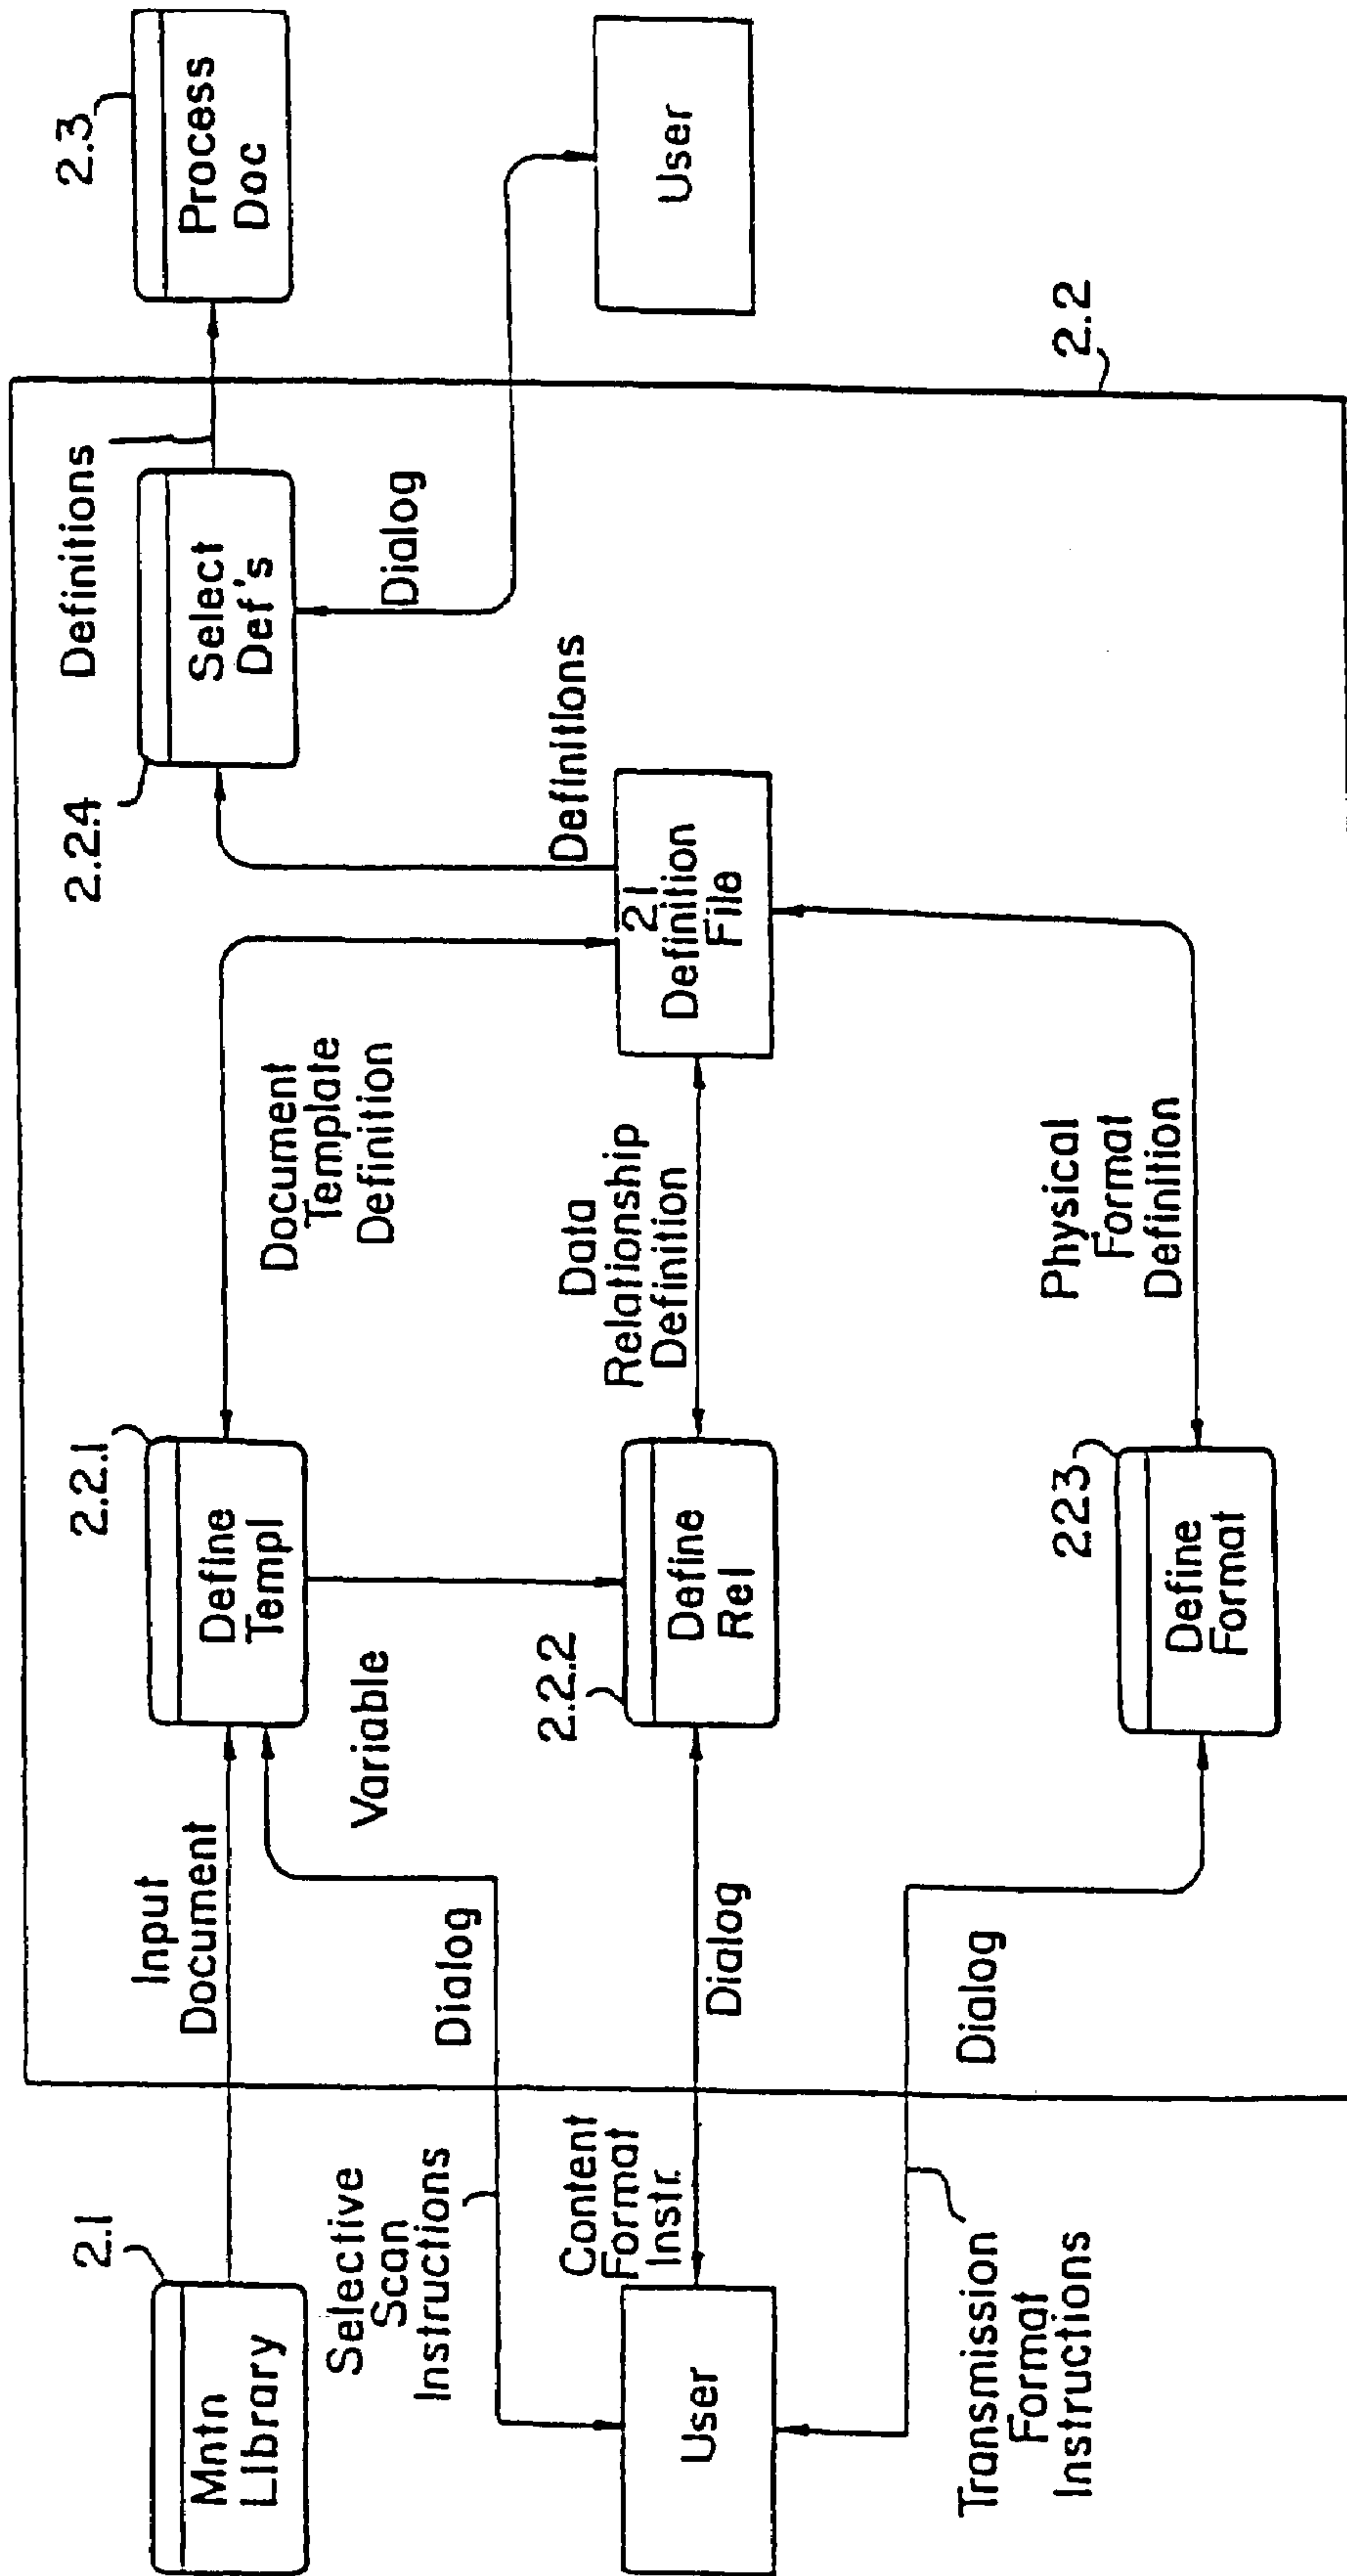 2.1
Mntn
Library
Input
Document
2.2.1
Define
Templ
Document
Template
Definition
2.2.4
Select
Def's
Definitions
2.3
Process
Doc
Selective
Scan
Instructions
Dialog
Variable
Definitions
Dialog
User
Content
Format
Instr.
Dialog
2.2.2
Define
Rel
Data
Relationship
Definition
2.1
Definition
File
User
Transmission
Format
Instructions
Dialog
223
Define
Format
Physical
Format
Definition
2.2